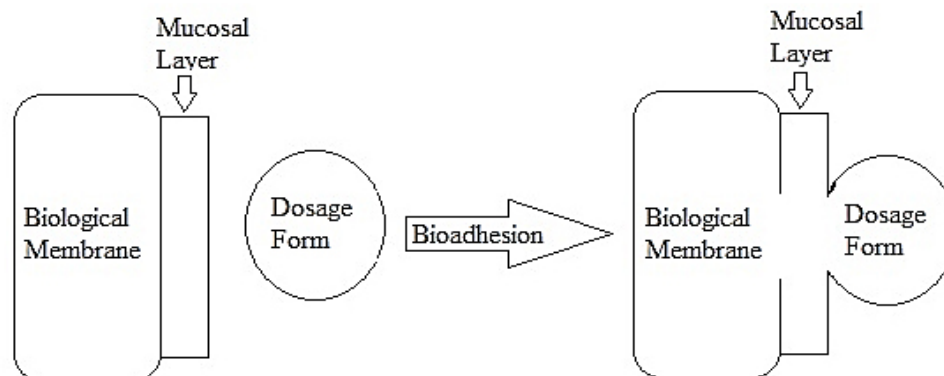 Mucosal
Layer
Biological
Membrane
Dosage
Form
Bioadhesion
Mucosal
Layer
Biological
Membrane
Dosage
Form